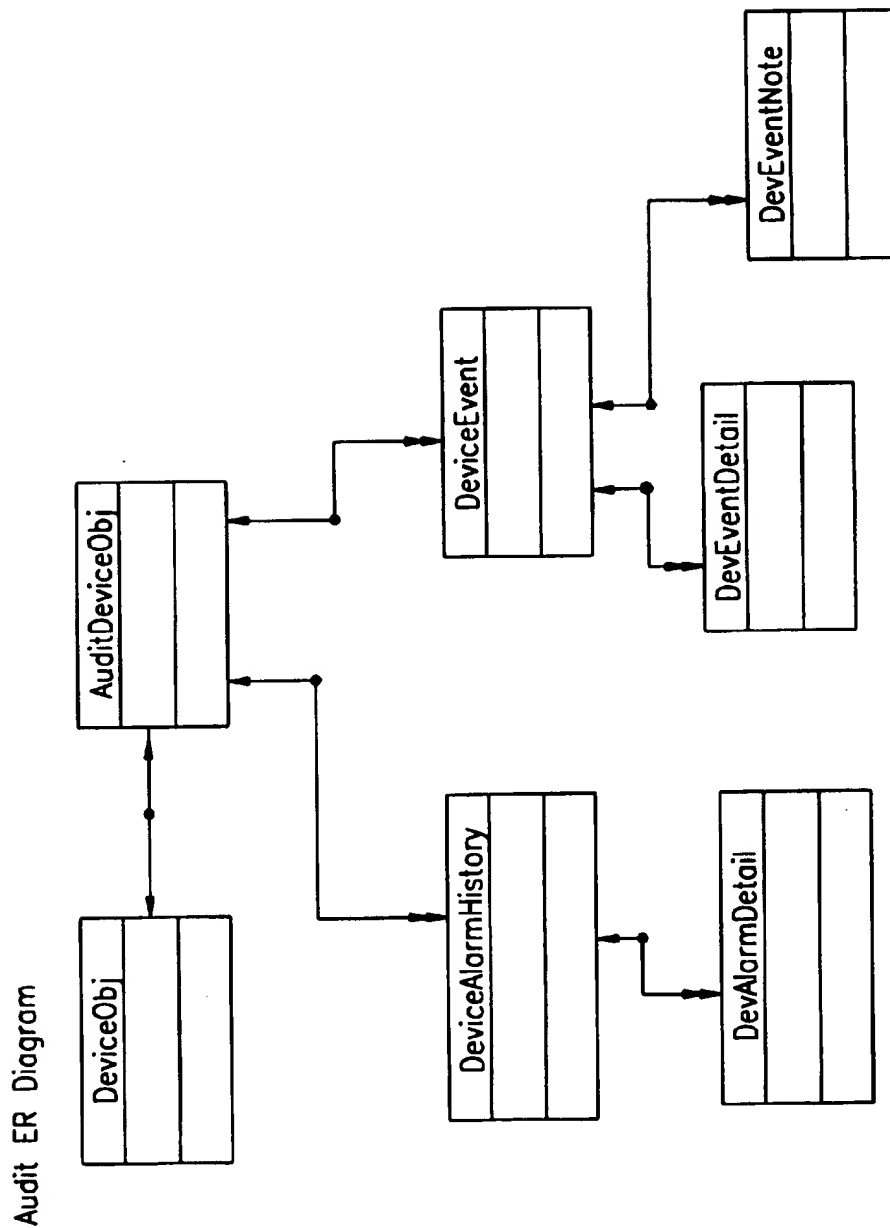 Audit ER Diagram
DeviceObj
AuditDeviceObj
DeviceAlarmHistory
DeviceEvent
DevAlarmDetail
DevEventDetail
DevEventNote